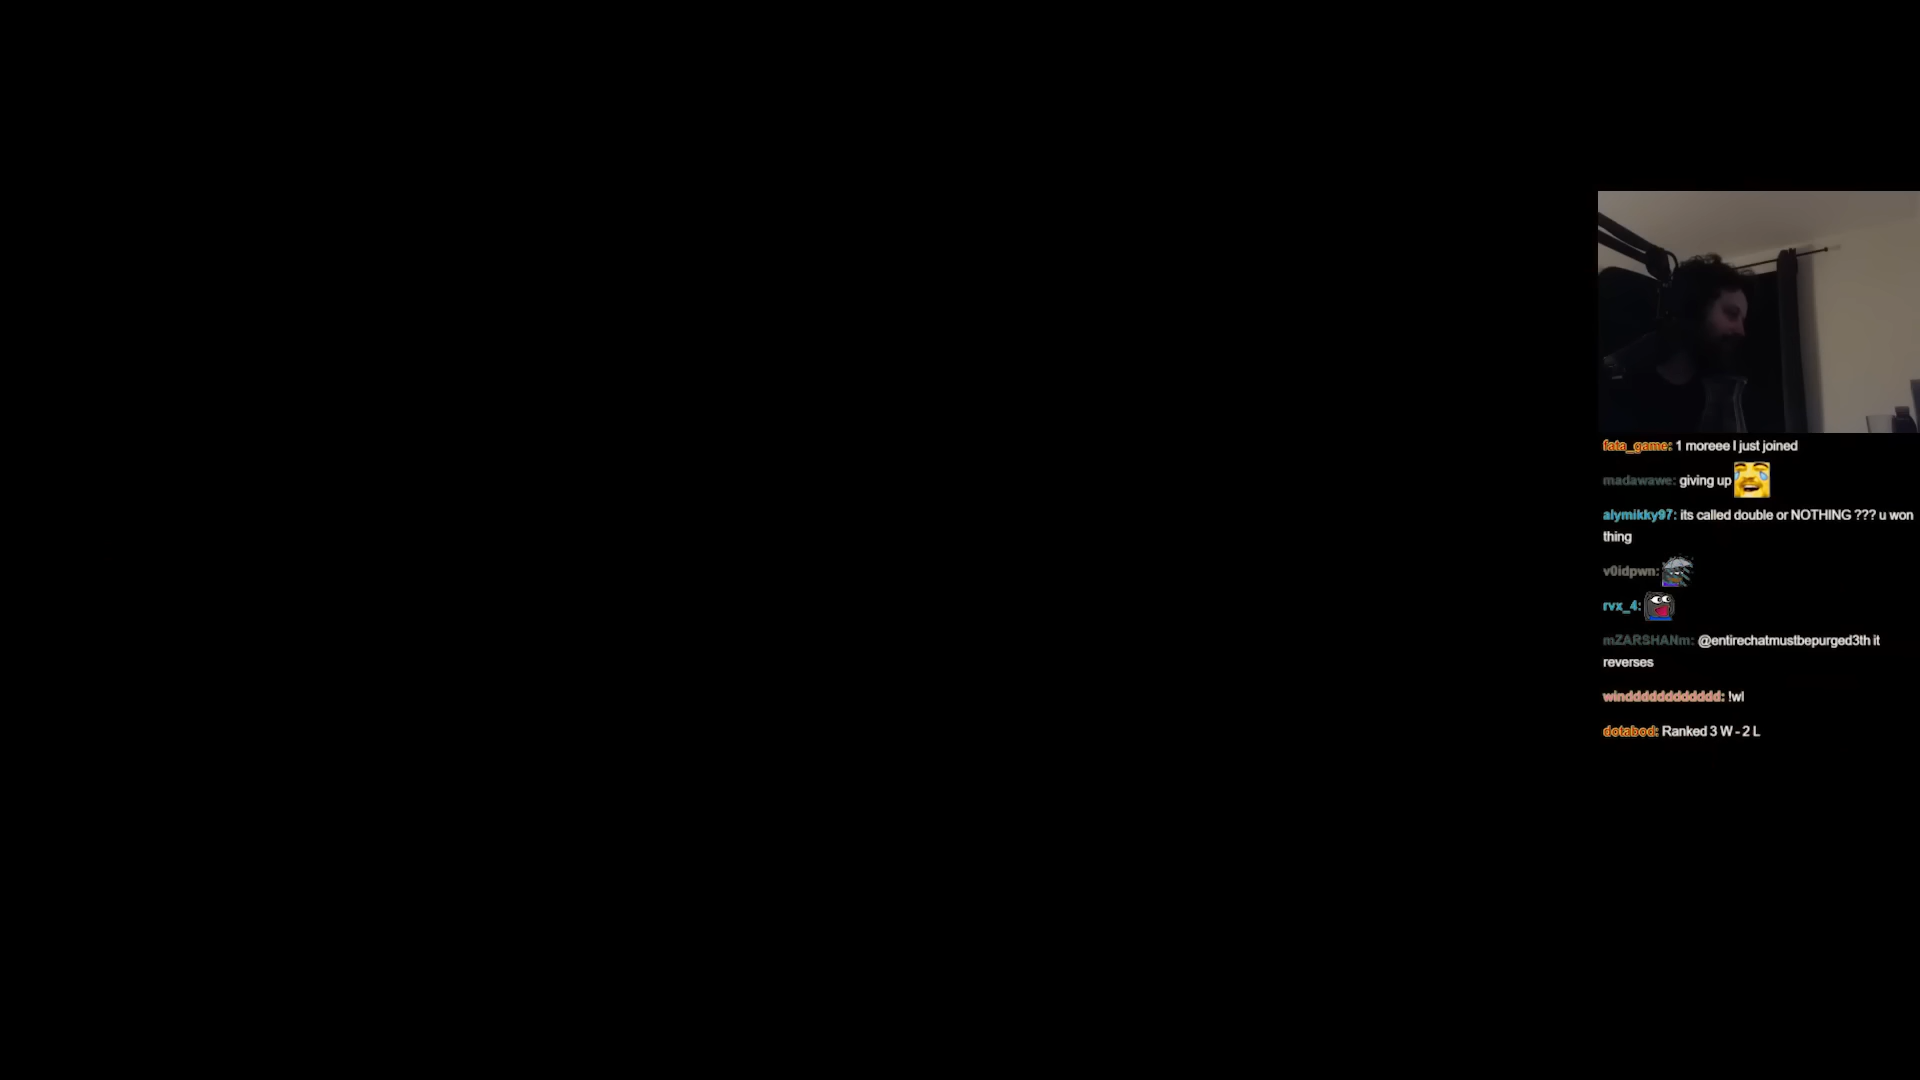 fata_game: 1 moreee I just joined
madawawe: giving up
alymikky97: its called double or NOTHING ??? u won
thing
v0idpwn:
rvx_4:
mZARSHANm: @entirechatmustbepurged3th it
reverses
winddddddddddddd: !wl
dotabod: Ranked 3 W - 2 L